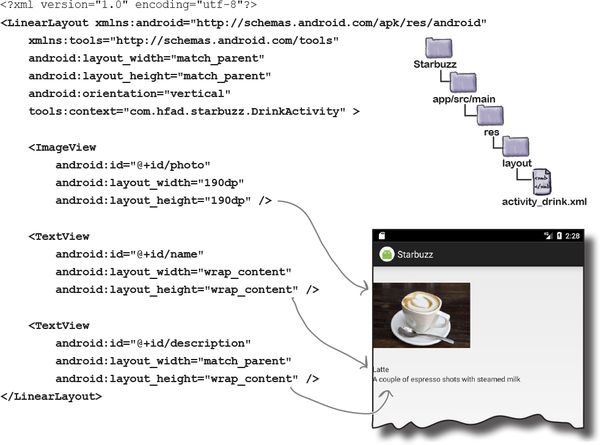 <?xml version="1.0" encoding="utf-8"?>
<LinearLayout xmlns:android="http://schemas.android.com/apk/res/android"
xmlns:tools="http://schemas.android.com/tools"
android:layout_width="match_parent"
android:layout_height="match_parent"
android:orientation="vertical"
tools:context="com.hfad.starbuzz.DrinkActivity" >
<ImageView
android:id="@+id/photo"
android:layout_width="190dp"
android:layout_height="190dp" />
<TextView
android:id="@+id/name"
android:layout_width="wrap_content"
android:layout_height="wrap_content" />
<TextView
android:id="@+id/description"
android:layout_width="match_parent"
android:layout_height="wrap_content" />
</LinearLayout>
Starbuzz
app/src/main
res
layout
<xml>
</xml>
activity_drink.xml
2:28
Starbuzz
Latte
A couple of espresso shots with steamed milk